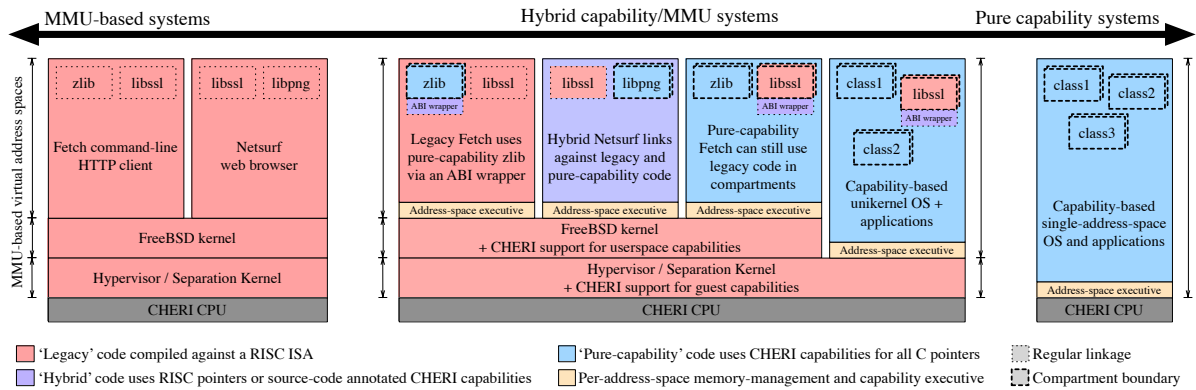 MMU-based systems
Hybrid capability/MMU systems
Pure capability systems
MMU-based virtual address spaces
zlib
libssl
Fetch command-line
HTTP client
libssl
libpng
Netsurf
web browser
FreeBSD kernel
Hypervisor / Separation Kernel
CHERI CPU
zlib
ABI wrapper
libssl
Legacy Fetch uses
pure-capability zlib
via an ABI wrapper
Address-space executive
libssl
libpng
Hybrid Netsurf links
against legacy and
pure-capability code
Address-space executive
zlib
libssl
ABI wrapper
Pure-capability
Fetch can still use
legacy code in
compartments
Address-space executive
class1
libssl
ABI wrapper
class2
Capability-based
unikernel OS +
applications
Address-space executive
FreeBSD kernel
+ CHERI support for userspace capabilities
Hypervisor / Separation Kernel
+ CHERI support for guest capabilities
CHERI CPU
class1
class2
class3
Capability-based
single-address-space
OS and applications
Address-space executive
CHERI CPU
‘Legacy’ code compiled against a RISC ISA
‘Hybrid’ code uses RISC pointers or source-code annotated CHERI capabilities
‘Pure-capability’ code uses CHERI capabilities for all C pointers
Per-address-space memory-management and capability executive
Regular linkage
Compartment boundary